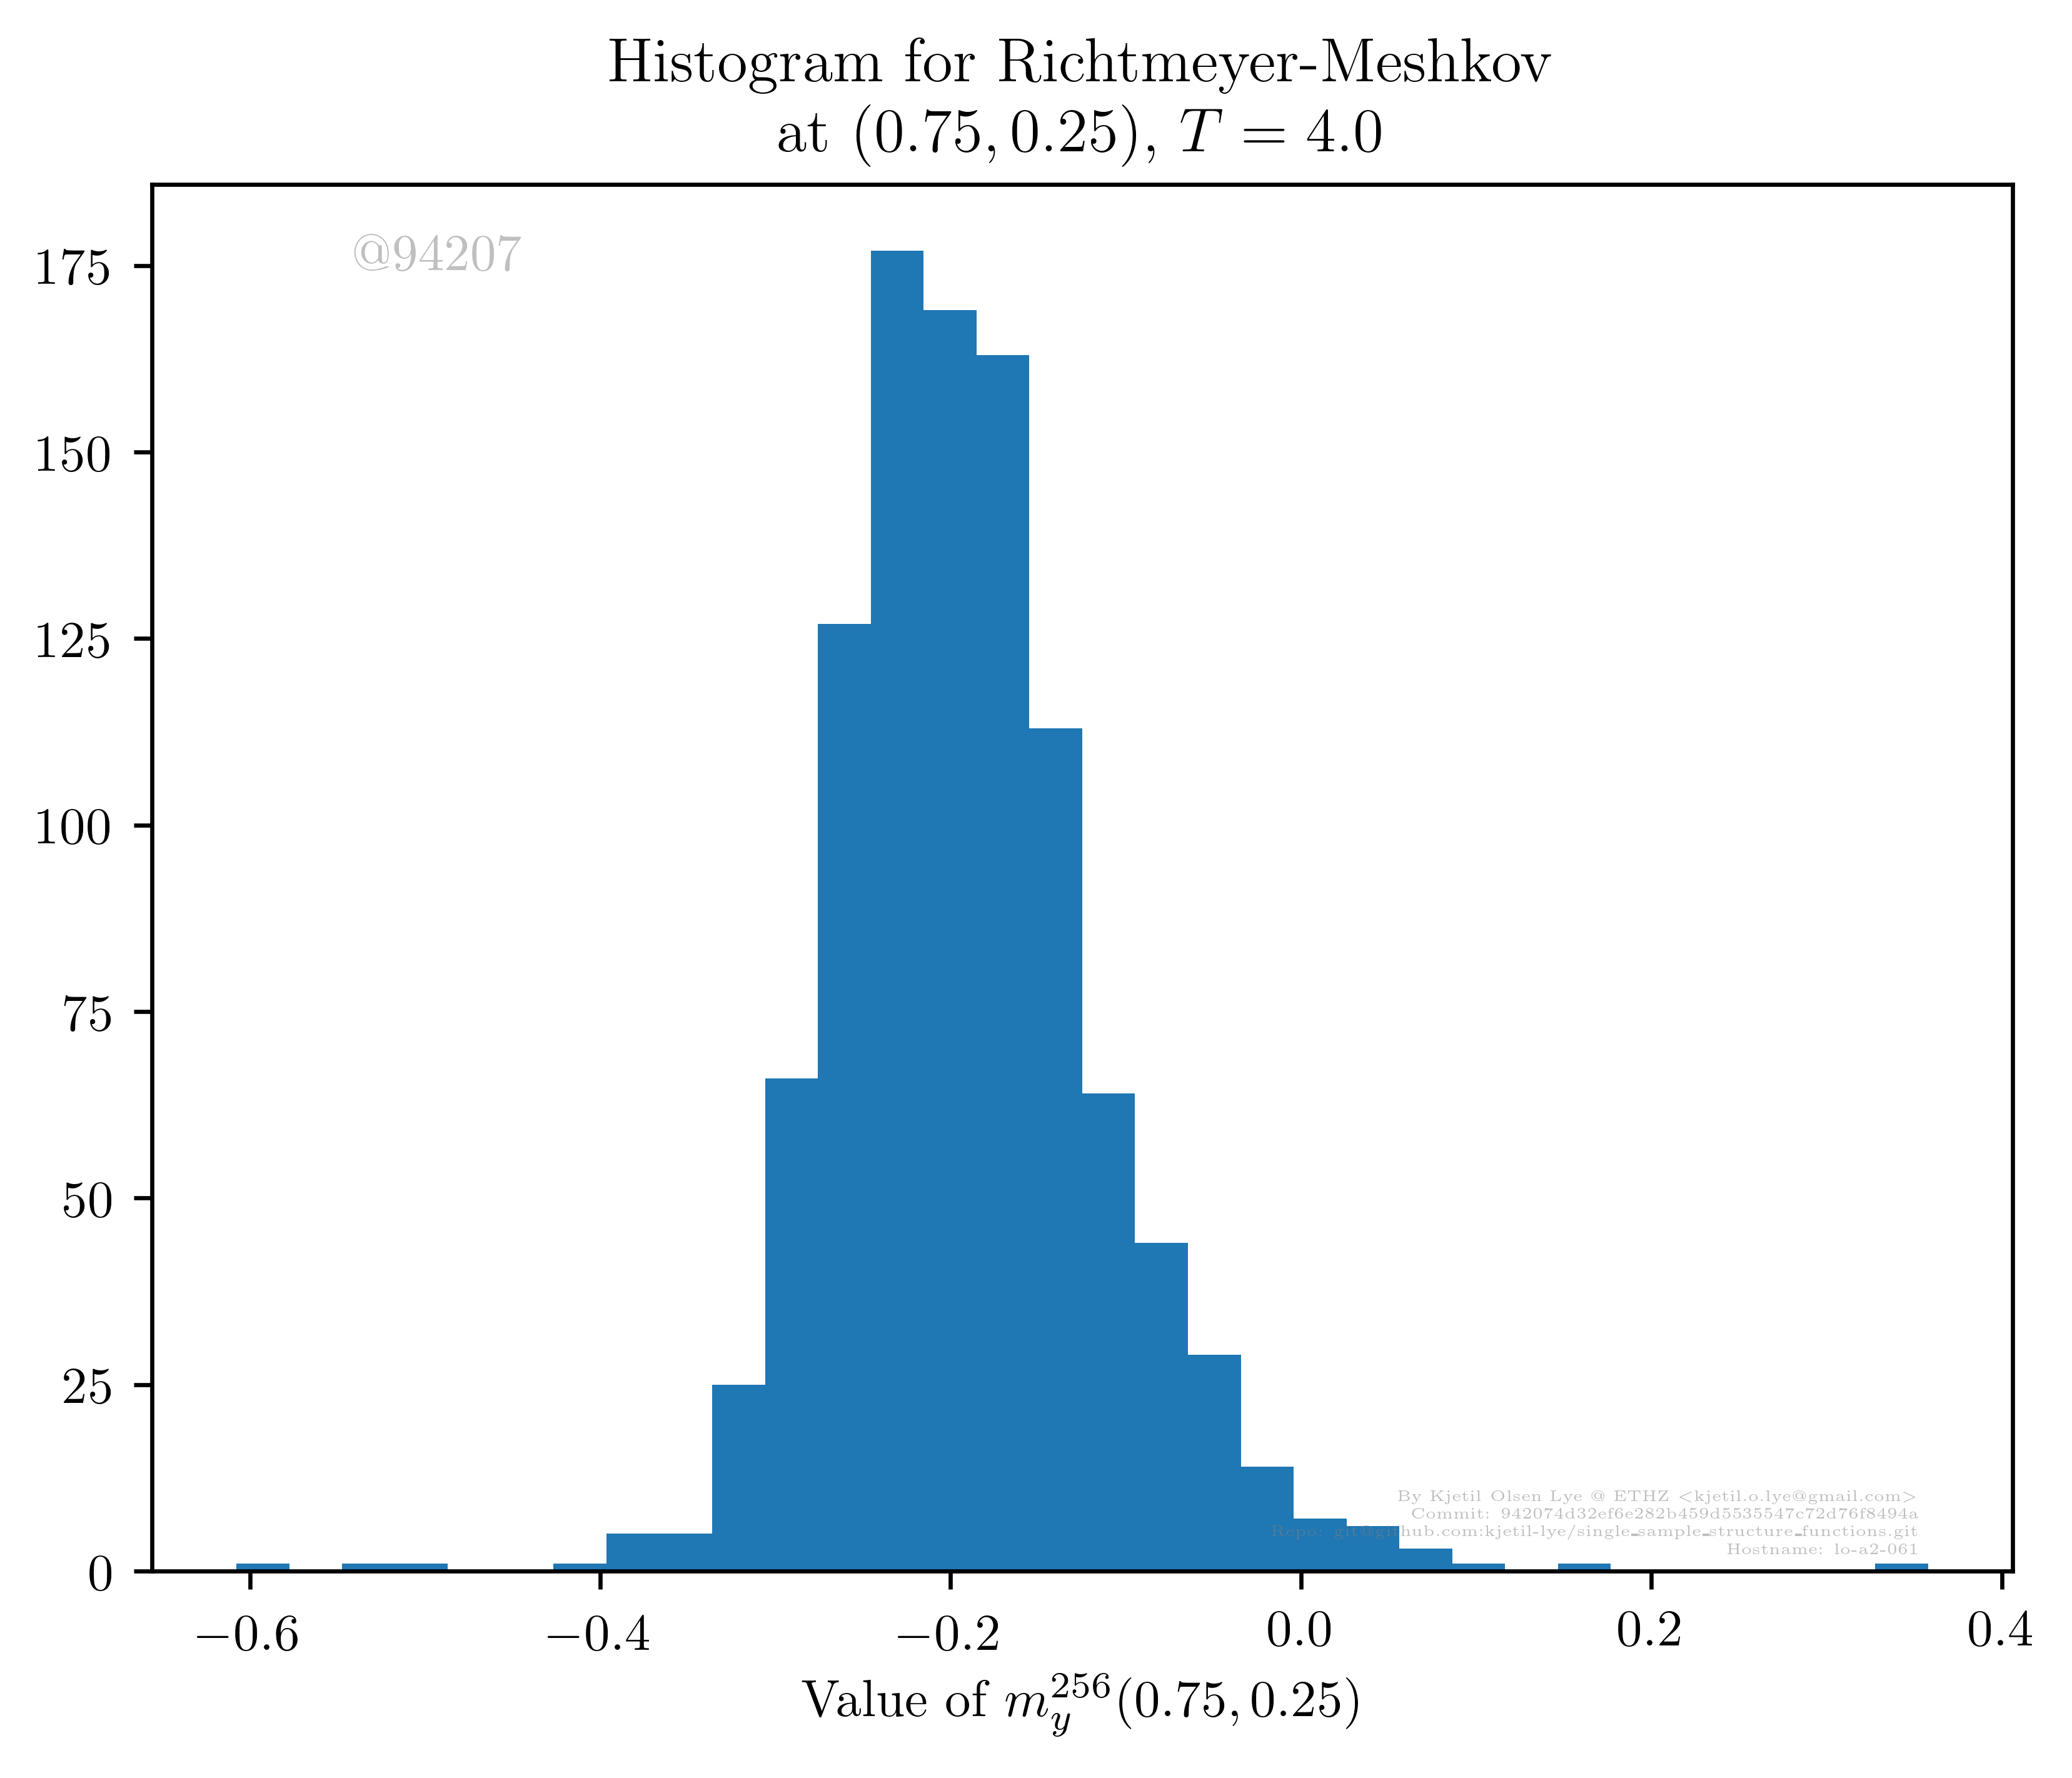 Histogram for Richtmeyer-Meshkov
at (0.75, 0.25), T = 4.0
@94207
175
150
125
100
75
50
25
0
By Kjetil Olsen Lye @ ETHZ <kjetil.o.lye@gmail.com>
Commit: 942074d32ef6e282b459d5535547c72d76f8494a
Repo: git@github.com:kjetil-lye/single_sample_structure_functions.git
Hostname: lo-a2-061
−0.6 −0.4 −0.2 0.0 0.2 0.4
Value of m_y^{256}(0.75, 0.25)